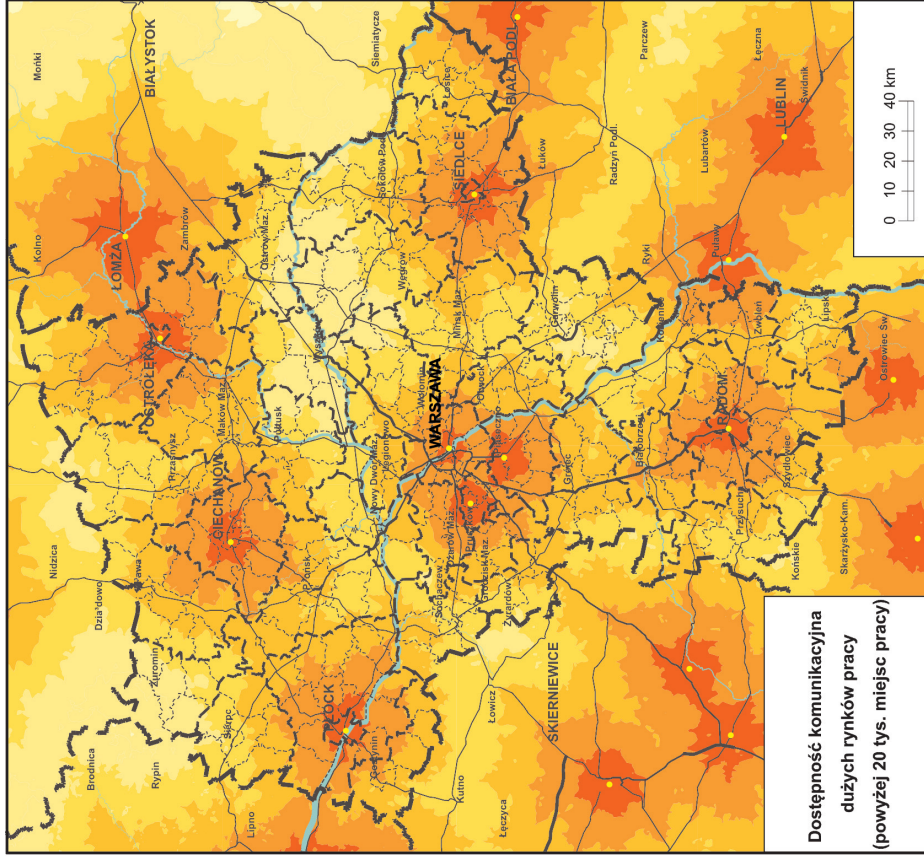 Mońki
BIAŁYSTOK
Siemiatycze
Łosice
BIAŁA PODL.
Parczew
Łęczna
Świdnik
LUBLIN
Kolno
ŁOMŻA
Zambrów
Ostrów Maz.
Sokołów Podl.
SIEDLCE
Łuków
Radzyń Podl.
Lubartów
Węgrów
OSTROŁĘKA
Maków Maz.
Pułtusk
Wołomin
WARSZAWA
Legionowo
Nowy Dwór Maz.
Mińsk Maz.
Otwock
Garwolin
Ryki
Puławy
Kozienice
Zwoleń
Lipsko
Ostrowiec Św.
Przasnysz
CIECHANÓW
Nidzica
Płońsk
Sochaczew
Ożarów Maz.
Pruszków
Piaseczno
Grodzisk Maz.
Żyrardów
Grójec
Białobrzegi
RADOM
Przysucha
Szydłowiec
Końskie
Skarżysko-Kam.
Żuromin
Sierpc
PŁOCK
Gostynin
Brodnica
Rypin
Lipno
Kutno
Łowicz
Łęczyca
SKIERNIEWICE
0 10 20 30 40 km
Dostępność komunikacyjna
dużych rynków pracy
(powyżej 20 tys. miejsc pracy)